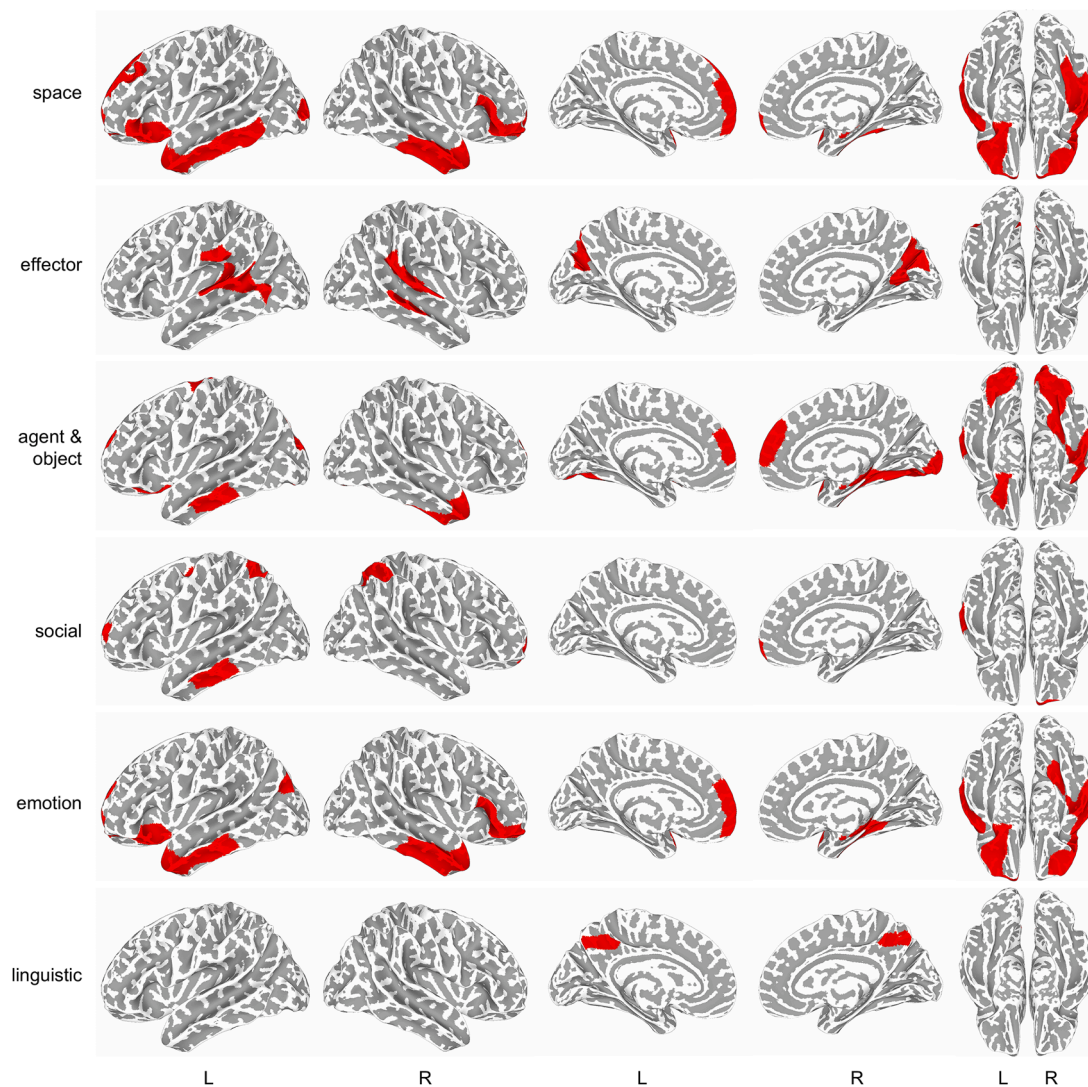 space
effector
agent &
object
social
emotion
linguistic
L R L R L R